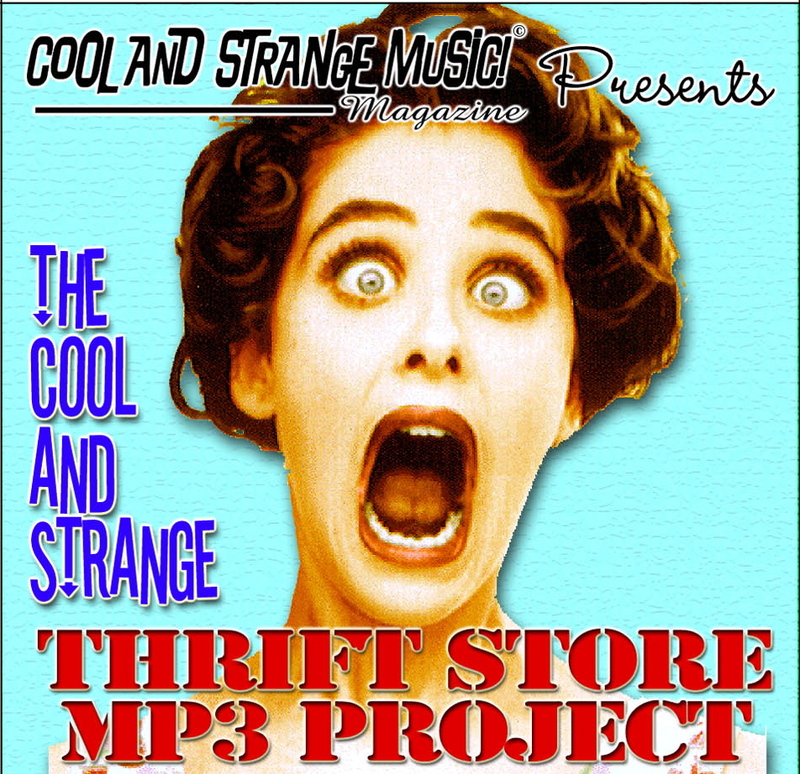 COOL AND STRANGE MUSIC!© Presents
Magazine
THE
COOL
AND
STRANGE
THRIFT STORE
MP3 PROJECT